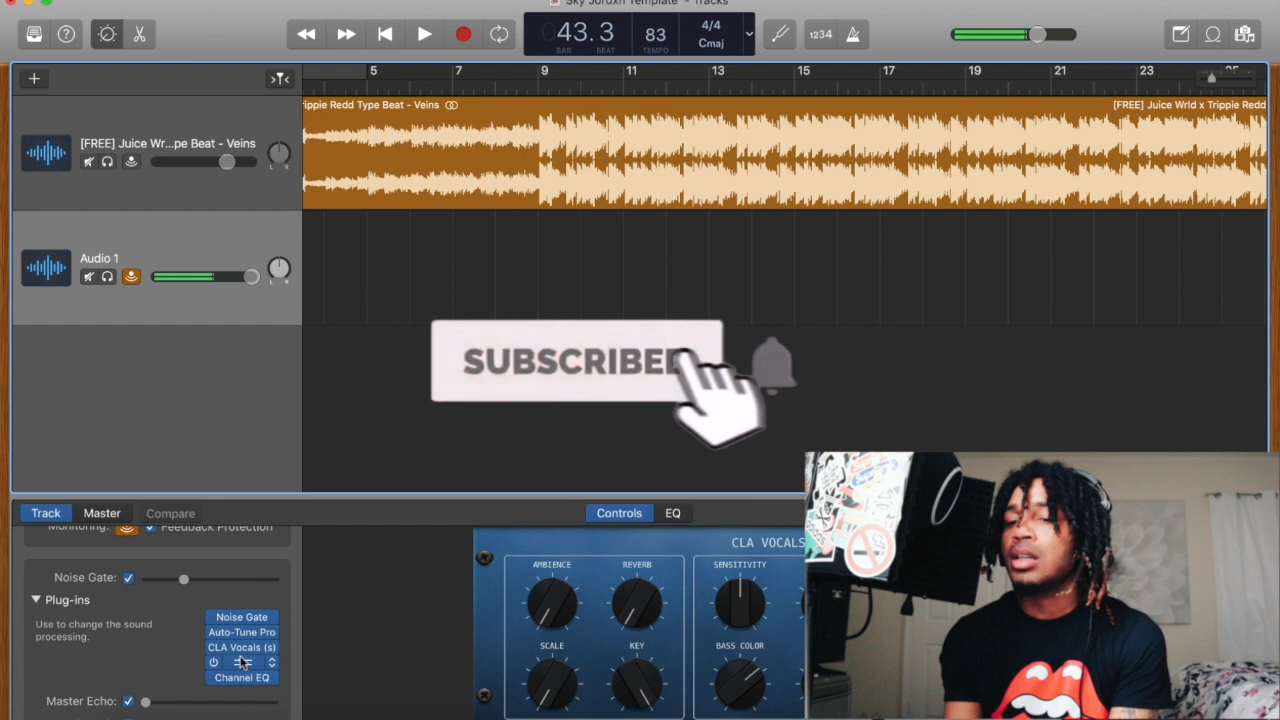 Sky Jordxn Template - Tracks
43. 3
BAR BEAT
83
TEMPO
4/4
Cmaj
1234
5 7 9 11 13 15 17 19 21 23 25
rippie Redd Type Beat - Veins
[FREE] Juice Wrld x Trippie Redd
[FREE] Juice Wr...pe Beat - Veins
L R
Audio 1
L R
SUBSCRIBED
Track Master Compare
Controls EQ
Monitoring: Feedback Protection
Noise Gate:
Plug-ins
Use to change the sound
processing.
Noise Gate
Auto-Tune Pro
CLA Vocals (s)
Channel EQ
Master Echo:
CLA VOCALS
AMBIENCE REVERB SENSITIVITY
SCALE KEY BASS COLOR